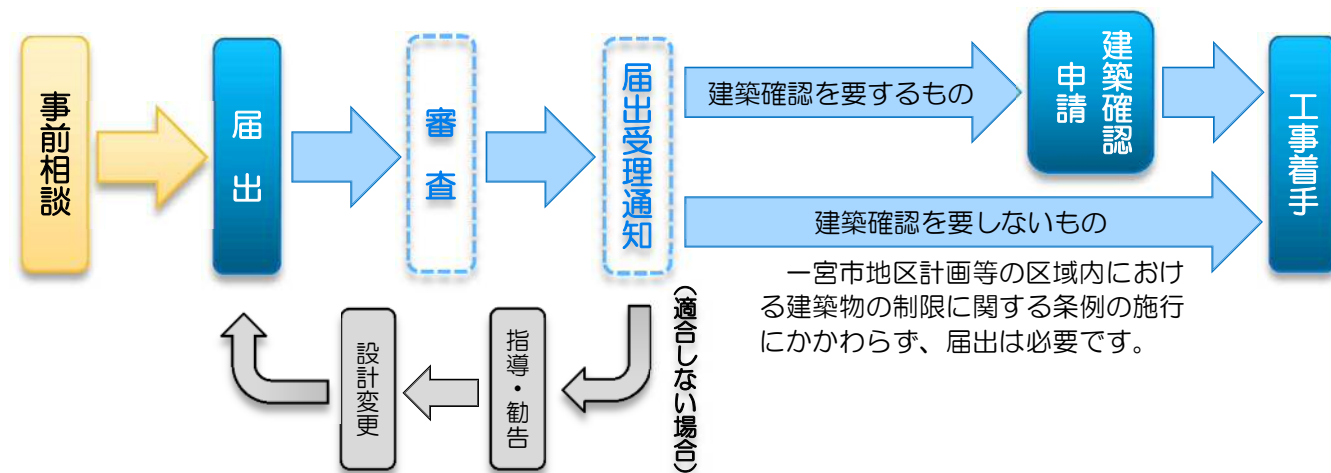 事前相談
届出
審査
届出受理通知
建築確認を要するもの
建築確認
申請
工事着手
建築確認を要しないもの
一宮市地区計画等の区域内におけ
る建築物の制限に関する条例の施行
にかかわらず、届出は必要です。
(適合しない場合)
指導・勧告
設計変更